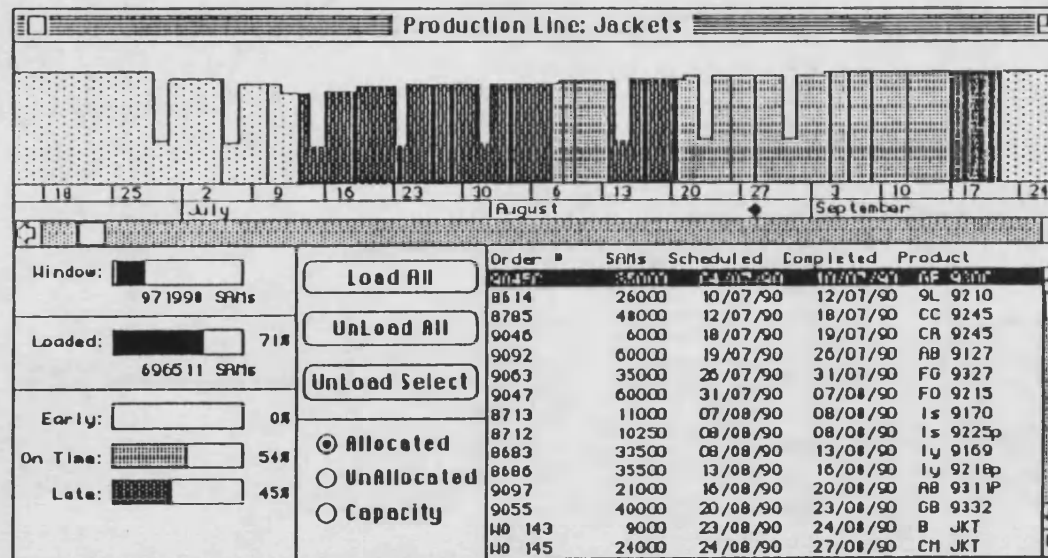 Production Line: Jackets
18 25 2 9 16 23 30 6 13 20 27 3 10 17 24
July August September
Window:
971998 SAMs
Loaded: 71%
696511 SAMs
Early: 0%
On Time: 54%
Late: 45%
Load All
UnLoad All
UnLoad Select
Allocated
UnAllocated
Capacity
Order # SAMs Scheduled Completed Product
8614 26000 10/07/90 12/07/90 9L 9210
8785 48000 12/07/90 18/07/90 CC 9245
9046 6000 18/07/90 19/07/90 CR 9245
9092 60000 19/07/90 26/07/90 AB 9127
9063 35000 26/07/90 31/07/90 FG 9327
9047 60000 31/07/90 07/08/90 FO 9215
8713 11000 07/08/90 08/08/90 Is 9170
8712 10250 08/08/90 08/08/90 Is 9225p
8683 33500 08/08/90 13/08/90 ly 9169
8686 35500 13/08/90 16/08/90 ly 9218p
9097 21000 16/08/90 20/08/90 AB 9311P
9055 40000 20/08/90 23/08/90 GB 9332
WO 143 9000 23/08/90 24/08/90 B JKT
WO 145 24000 24/08/90 27/08/90 CM JKT